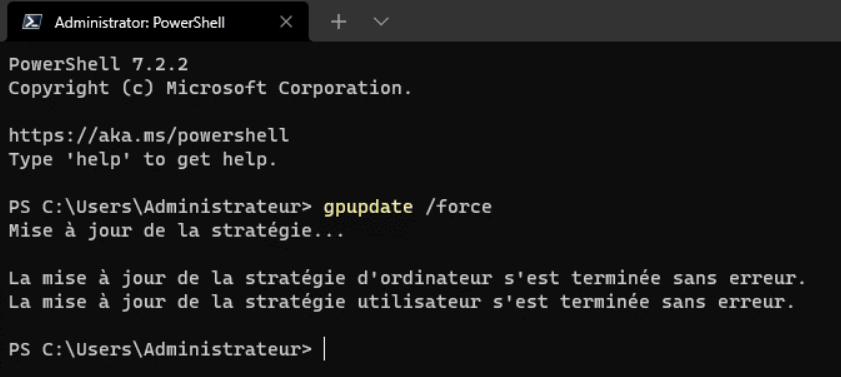 Administrator: PowerShell
PowerShell 7.2.2
Copyright (c) Microsoft Corporation.
https://aka.ms/powershell
Type 'help' to get help.
PS C:\Users\Administrateur> gpupdate /force
Mise à jour de la stratégie...
La mise à jour de la stratégie d'ordinateur s'est terminée sans erreur.
La mise à jour de la stratégie utilisateur s'est terminée sans erreur.
PS C:\Users\Administrateur>